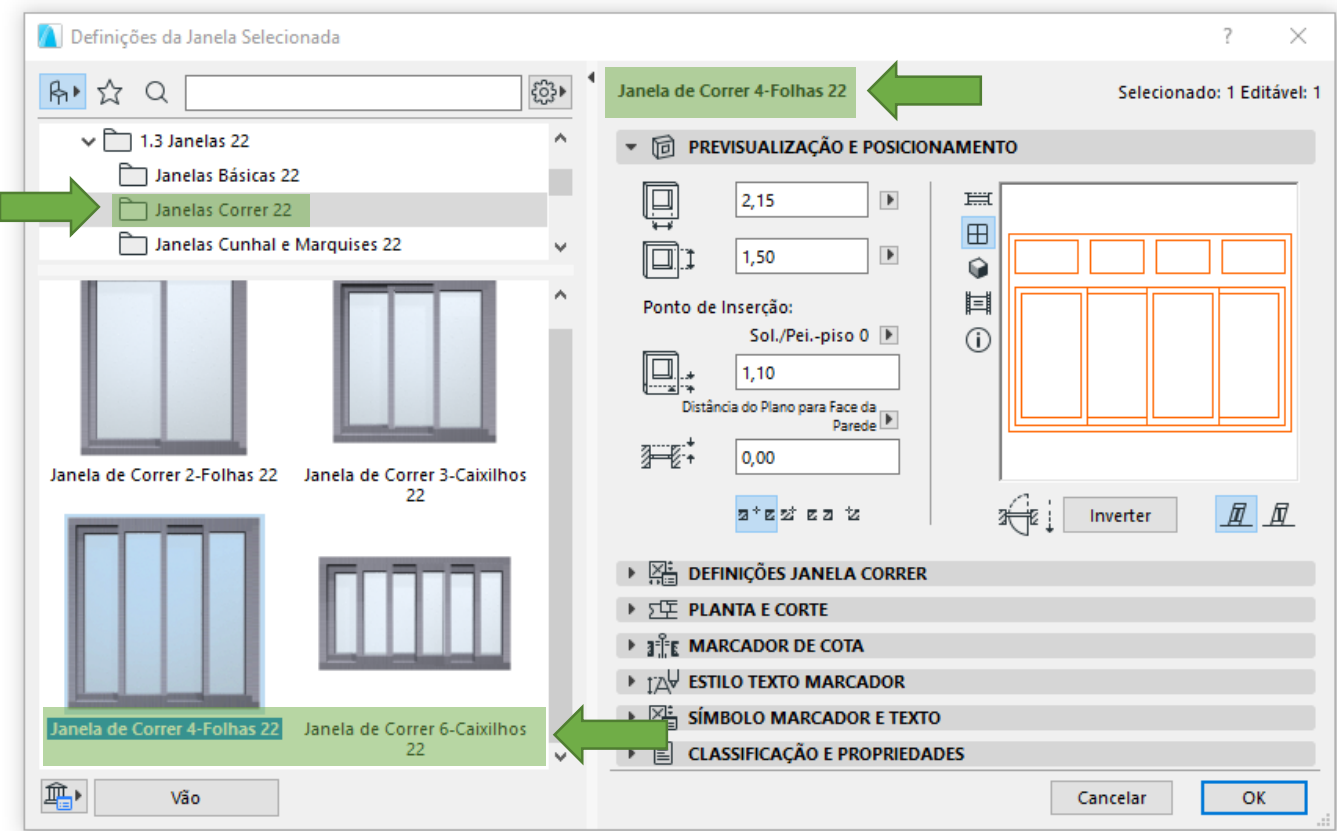 Definições da Janela Selecionada
?
1.3 Janelas 22
Janelas Básicas 22
Janelas Correr 22
Janelas Cunhal e Marquises 22
Janela de Correr 2-Folhas 22
Janela de Correr 3-Caixilhos
22
Janela de Correr 4-Folhas 22
Janela de Correr 6-Caixilhos
22
Vão
Janela de Correr 4-Folhas 22
Selecionado: 1 Editável: 1
PREVISUALIZAÇÃO E POSICIONAMENTO
2,15
1,50
Ponto de Inserção:
Sol./Pei.-piso 0
1,10
Distância do Plano para Face da
Parede
0,00
Inverter
DEFINIÇÕES JANELA CORRER
PLANTA E CORTE
MARCADOR DE COTA
ESTILO TEXTO MARCADOR
SÍMBOLO MARCADOR E TEXTO
CLASSIFICAÇÃO E PROPRIEDADES
Cancelar
OK